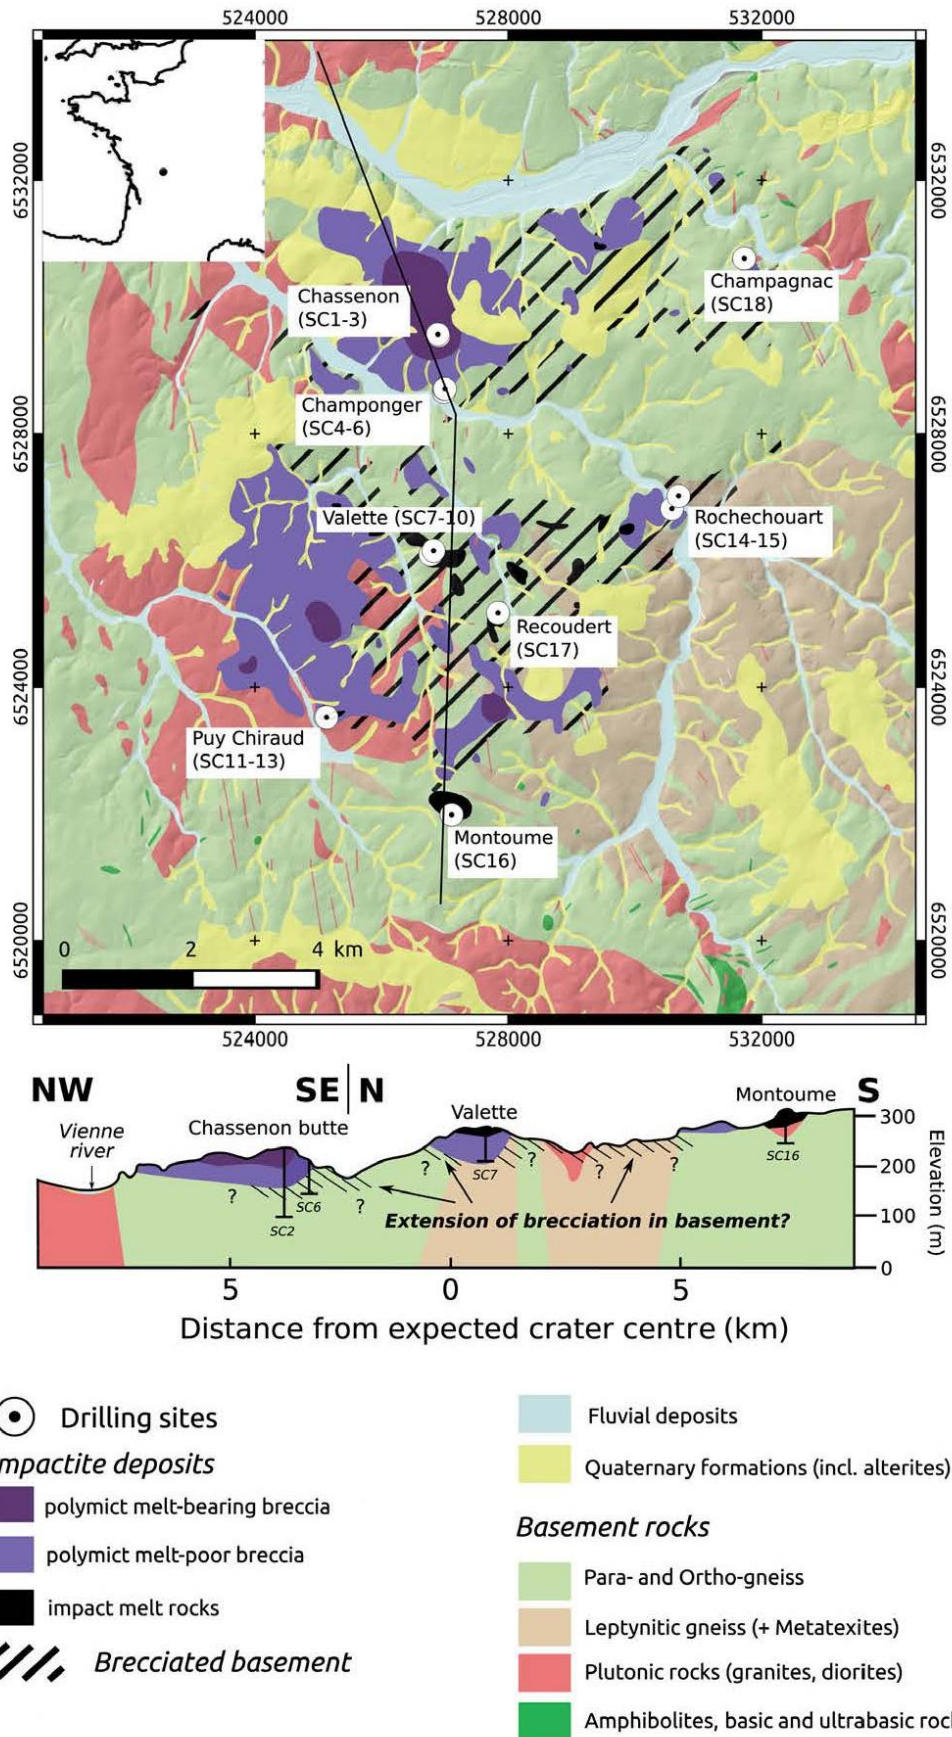 524000
528000
532000
6532000
6532000
Chassenon
(SC1-3)
Champagnac
(SC18)
Champonger
(SC4-6)
6528000
6528000
Valette (SC7-10)
Rochechouart
(SC14-15)
Recoudert
(SC17)
6524000
6524000
Puy Chiraud
(SC11-13)
Montoume
(SC16)
6520000
6520000
0 2 4 km
524000
528000
532000
NW SE N S
Vienne
river
Chassenon butte
Valette
Montoume
300
200
100
0
Elevation (m)
? ? ? ? ? ?
SC2
SC6
SC7
SC16
Extension of brecciation in basement?
5 0 5
Distance from expected crater centre (km)
Drilling sites
mpactite deposits
polymict melt-bearing breccia
polymict melt-poor breccia
impact melt rocks
Brecciated basement
Fluvial deposits
Quaternary formations (incl. alterites)
Basement rocks
Para- and Ortho-gneiss
Leptynitic gneiss (+ Metatexites)
Plutonic rocks (granites, diorites)
Amphibolites, basic and ultrabasic roc